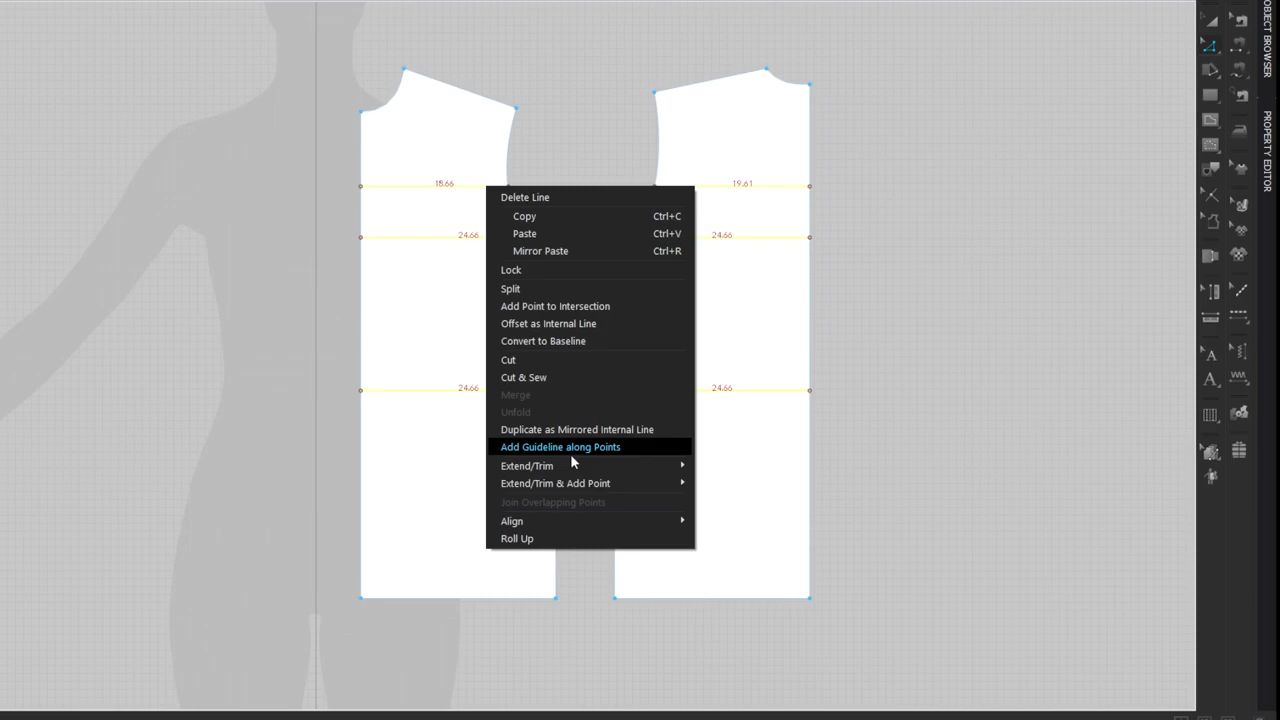 OBJECT BROWSER
PROPERTY EDITOR
18.66
19.61
24.66
24.66
24.66
24.66
Delete Line
Copy Ctrl+C
Paste Ctrl+V
Mirror Paste Ctrl+R
Lock
Split
Add Point to Intersection
Offset as Internal Line
Convert to Baseline
Cut
Cut & Sew
Merge
Unfold
Duplicate as Mirrored Internal Line
Add Guideline along Points
Extend/Trim
Extend/Trim & Add Point
Join Overlapping Points
Align
Roll Up